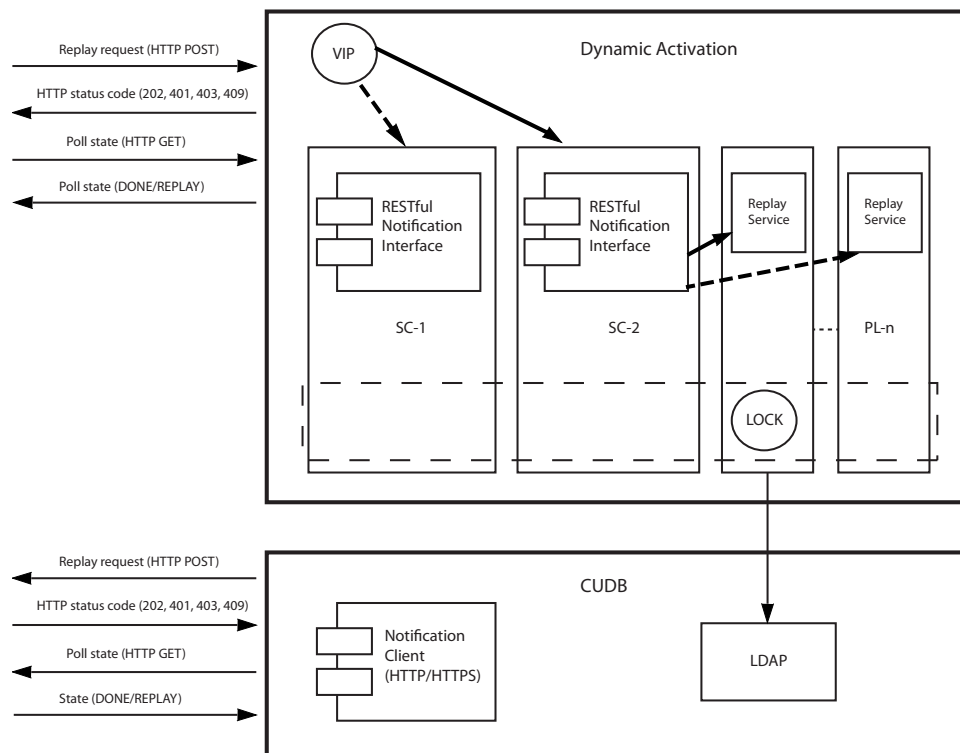 Replay request (HTTP POST)
HTTP status code (202, 401, 403, 409)
Poll state (HTTP GET)
Poll state (DONE/REPLAY)
VIP
Dynamic Activation
RESTful
Notification
Interface
SC-1
RESTful
Notification
Interface
SC-2
Replay
Service
LOCK
Replay
Service
PL-n
Replay request (HTTP POST)
HTTP status code (202, 401, 403, 409)
Poll state (HTTP GET)
State (DONE/REPLAY)
CUDB
Notification
Client
(HTTP/HTTPS)
LDAP